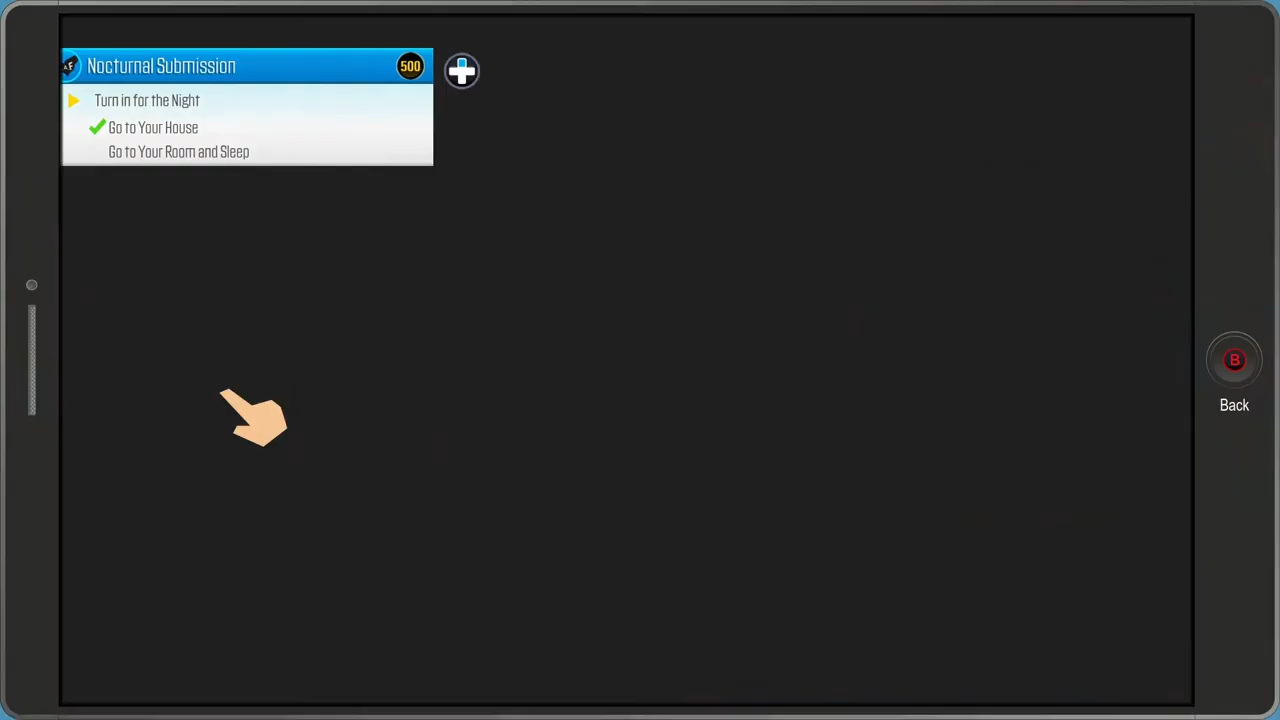 Nocturnal Submission
500
Turn in for the Night
Go to Your House
Go to Your Room and Sleep
B
Back